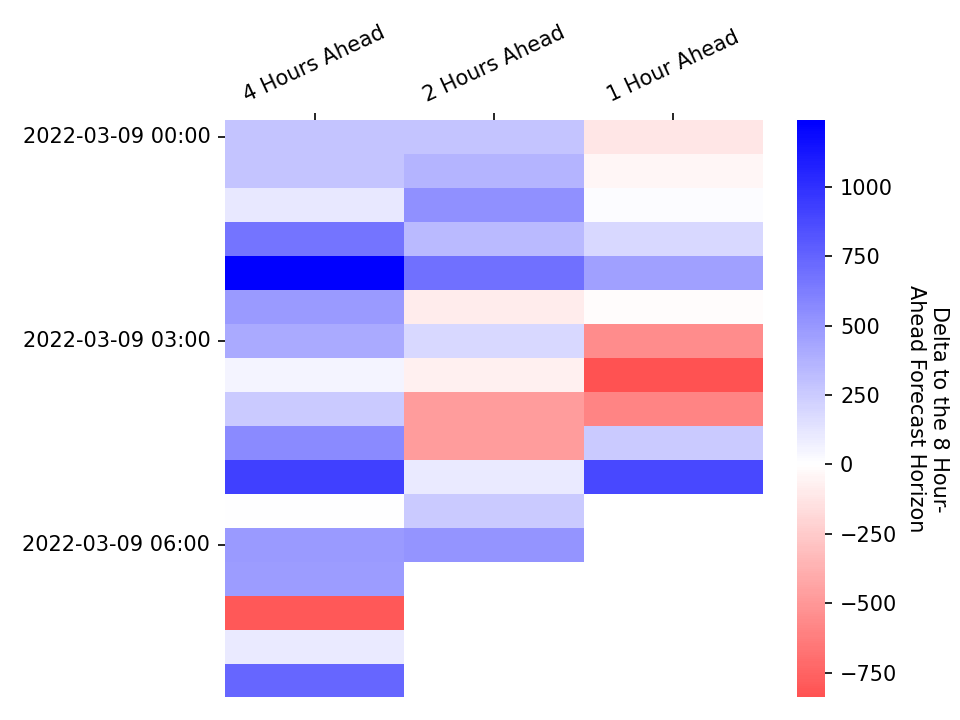 4 Hours Ahead
2 Hours Ahead
1 Hour Ahead
2022-03-09 00:00
2022-03-09 03:00
2022-03-09 06:00
1000
750
500
250
0
−250
−500
−750
Delta to the 8 Hour-
Ahead Forecast Horizon